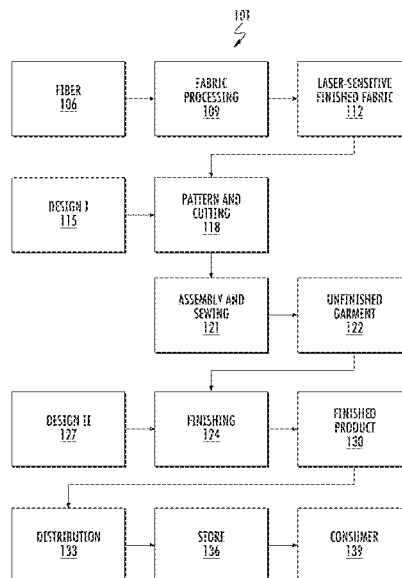 101
FIBER
106
FABRIC
PROCESSING
109
LASER-SENSITIVE
FINISHED FABRIC
112
DESIGN I
115
PATTERN AND
CUTTING
118
ASSEMBLY AND
SEWING
121
UNFINISHED
GARMENT
122
DESIGN II
127
FINISHING
124
FINISHED
PRODUCT
130
DISTRIBUTION
133
STORE
136
CONSUMER
139